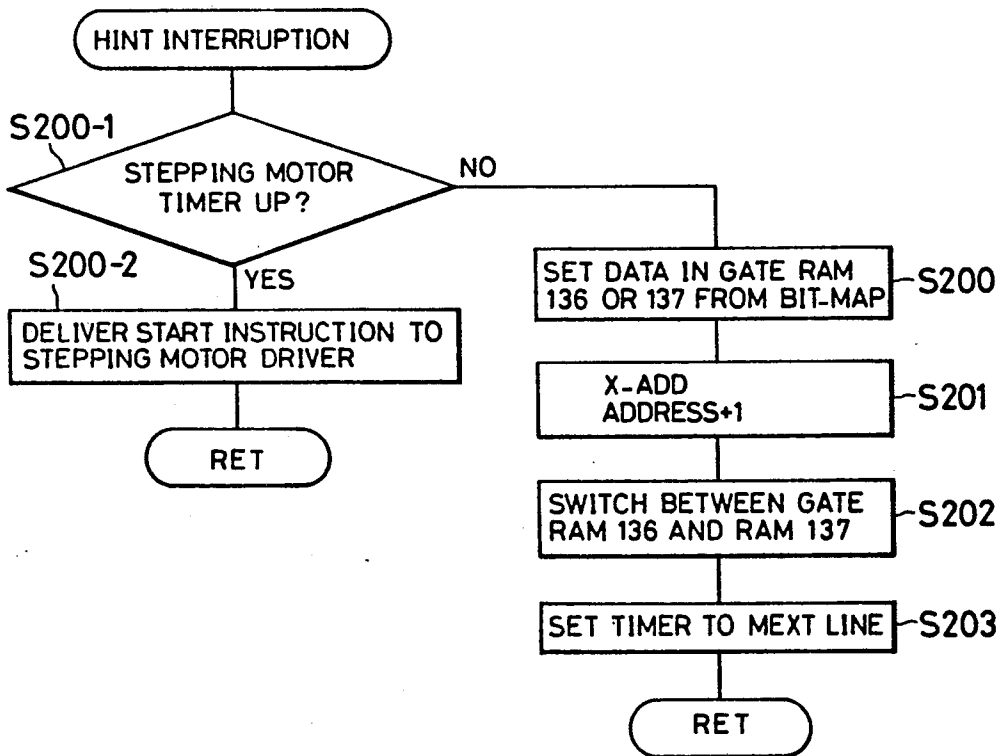 HINT INTERRUPTION
S200-1
STEPPING MOTOR
TIMER UP?
NO
S200-2
YES
DELIVER START INSTRUCTION TO
STEPPING MOTOR DRIVER
RET
SET DATA IN GATE RAM
136 OR 137 FROM BIT-MAP
S200
X-ADD
ADDRESS+1
S201
SWITCH BETWEEN GATE
RAM 136 AND RAM 137
S202
SET TIMER TO MEXT LINE
S203
RET